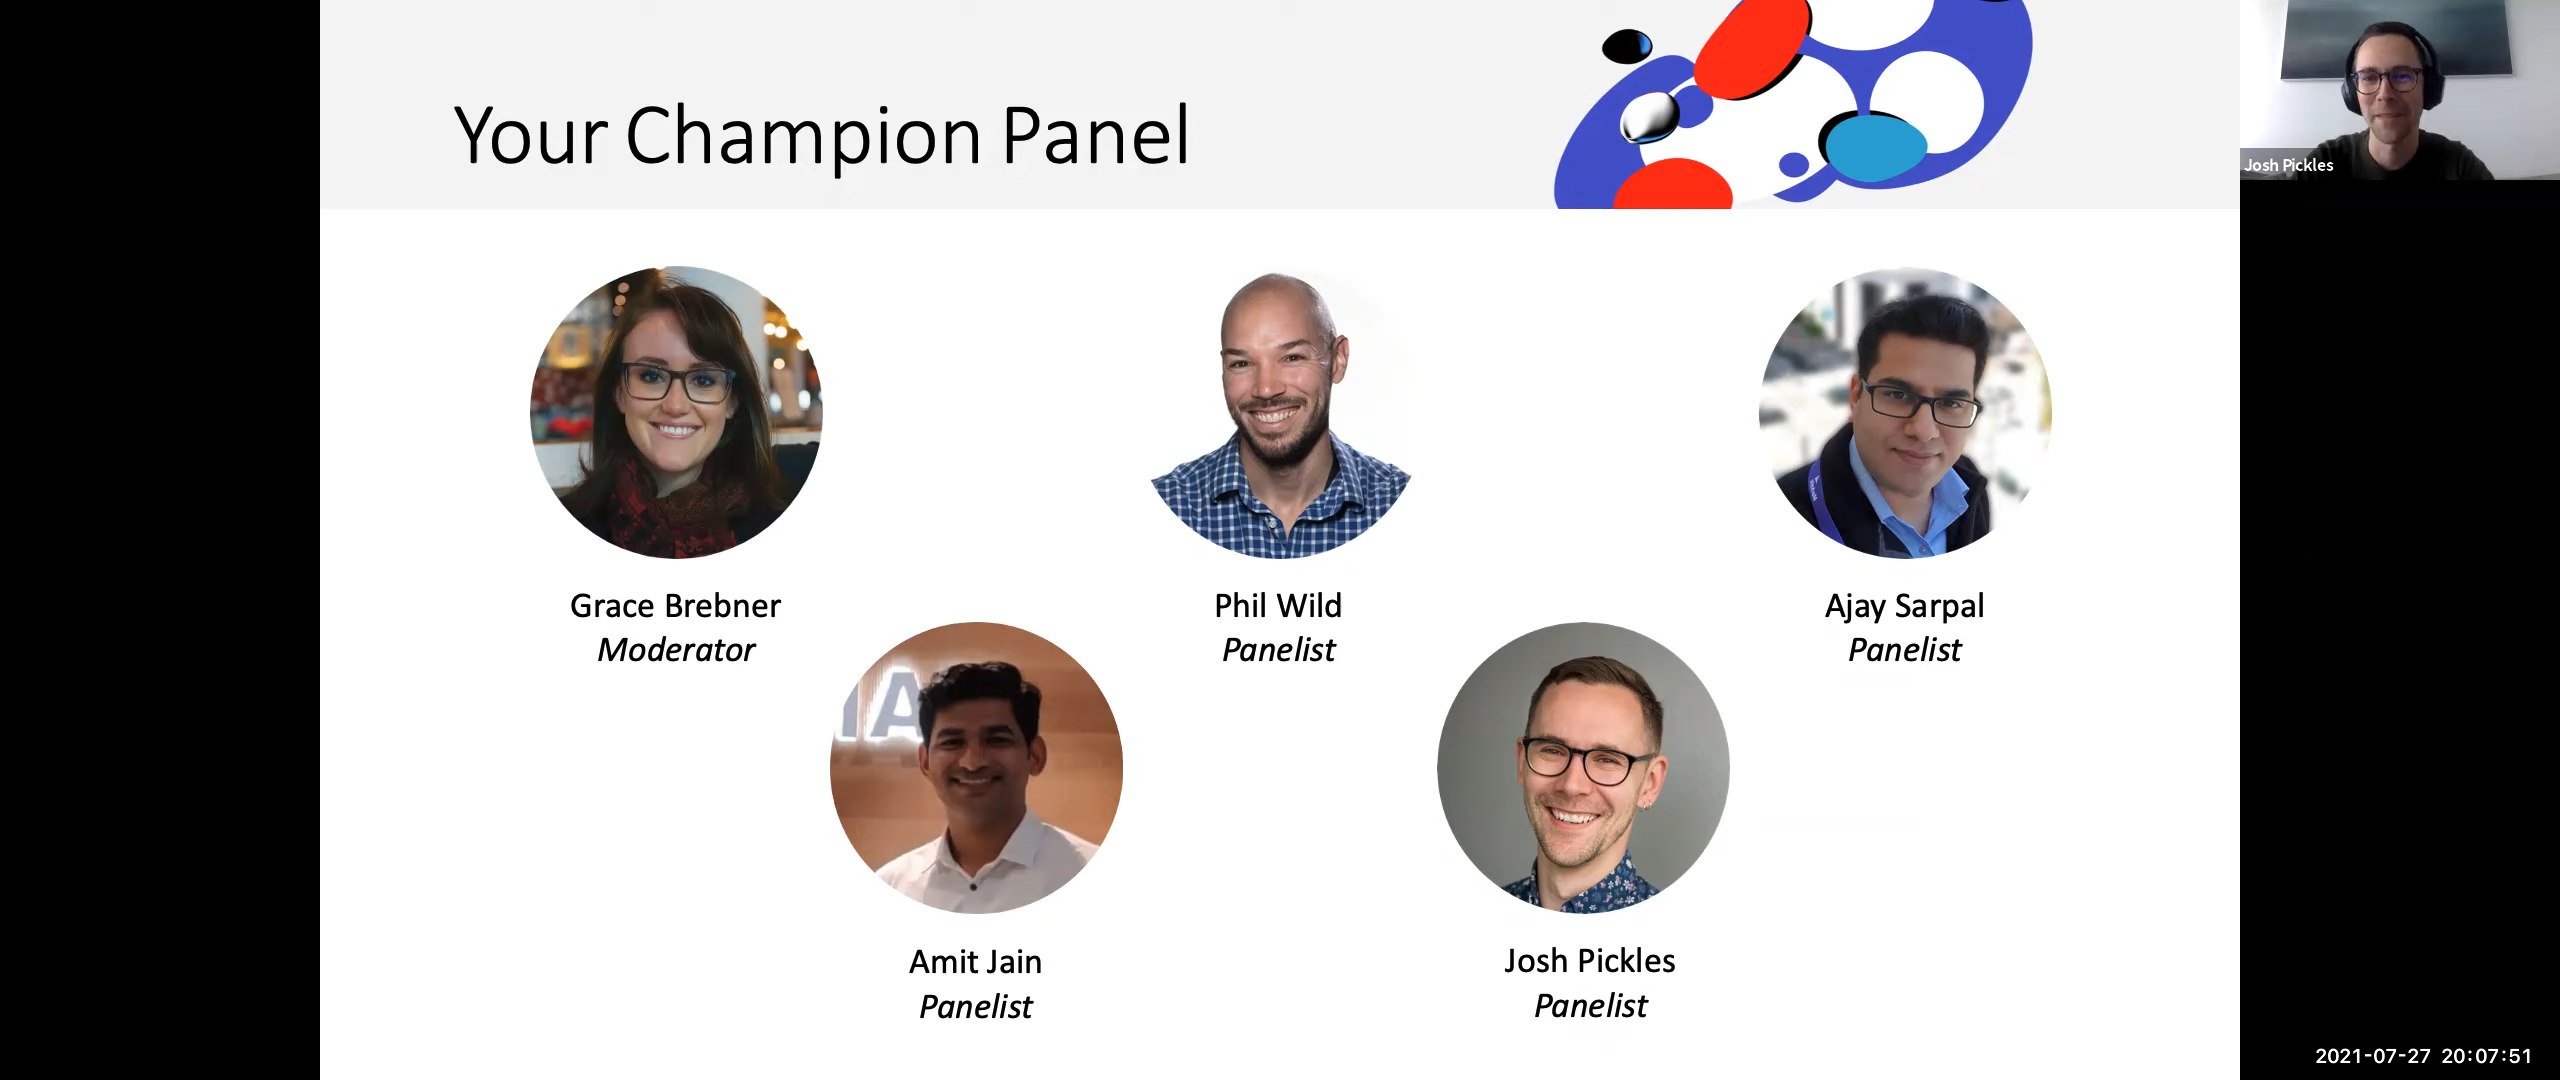 Your Champion Panel
Josh Pickles
Grace Brebner
Moderator
Phil Wild
Panelist
Ajay Sarpal
Panelist
Amit Jain
Panelist
Josh Pickles
Panelist
2021-07-27 20:07:51